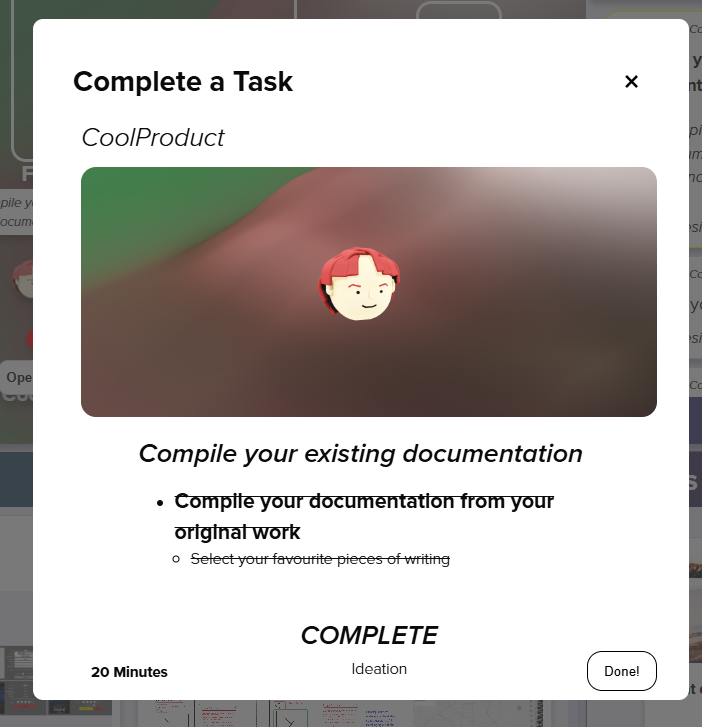 Complete a Task
×
CoolProduct
Compile your existing documentation
• Compile your documentation from your
original work
○ Select your favourite pieces of writing
COMPLETE
20 Minutes
Ideation
Done!
Ope